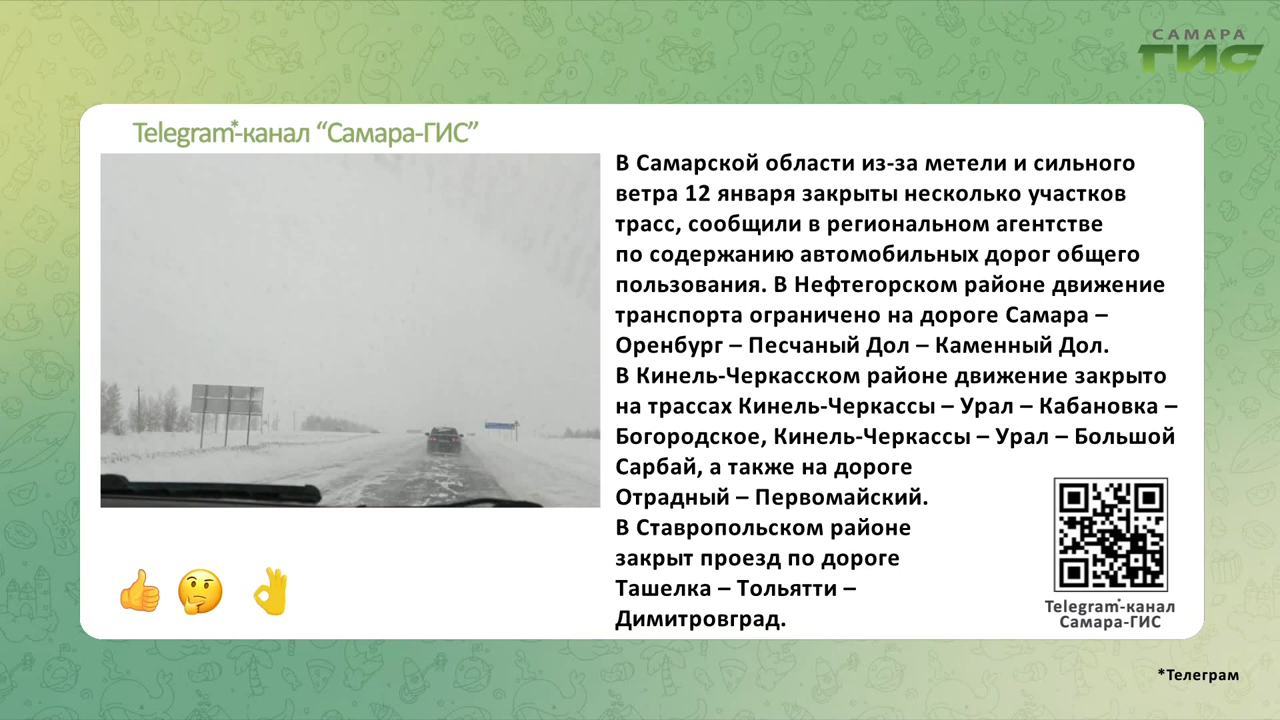 САМАРА
ГИС
Telegram*-канал “Самара-ГИС”
В Самарской области из-за метели и сильного
ветра 12 января закрыты несколько участков
трасс, сообщили в региональном агентстве
по содержанию автомобильных дорог общего
пользования. В Нефтегорском районе движение
транспорта ограничено на дороге Самара –
Оренбург – Песчаный Дол – Каменный Дол.
В Кинель-Черкасском районе движение закрыто
на трассах Кинель-Черкассы – Урал – Кабановка –
Богородское, Кинель-Черкассы – Урал – Большой
Сарбай, а также на дороге
Отрадный – Первомайский.
В Ставропольском районе
закрыт проезд по дороге
Ташелка – Тольятти –
Димитровград.
Telegram*-канал
Самара-ГИС
*Телеграм